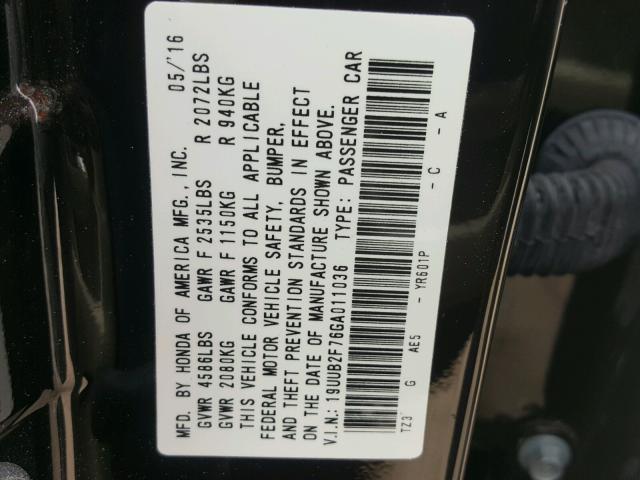 MFD. BY HONDA OF AMERICA MFG., INC. 05/'16
GVWR 4586LBS GAWR F 2535LBS R 2072LBS
GVWR 2080KG GAWR F 1150KG R 940KG
THIS VEHICLE CONFORMS TO ALL APPLICABLE
FEDERAL MOTOR VEHICLE SAFETY, BUMPER,
AND THEFT PREVENTION STANDARDS IN EFFECT
ON THE DATE OF MANUFACTURE SHOWN ABOVE.
V.I.N.: 19UUB2F76GA011036 TYPE: PASSENGER CAR
TZ3 G AE5 - YR601P - C - A